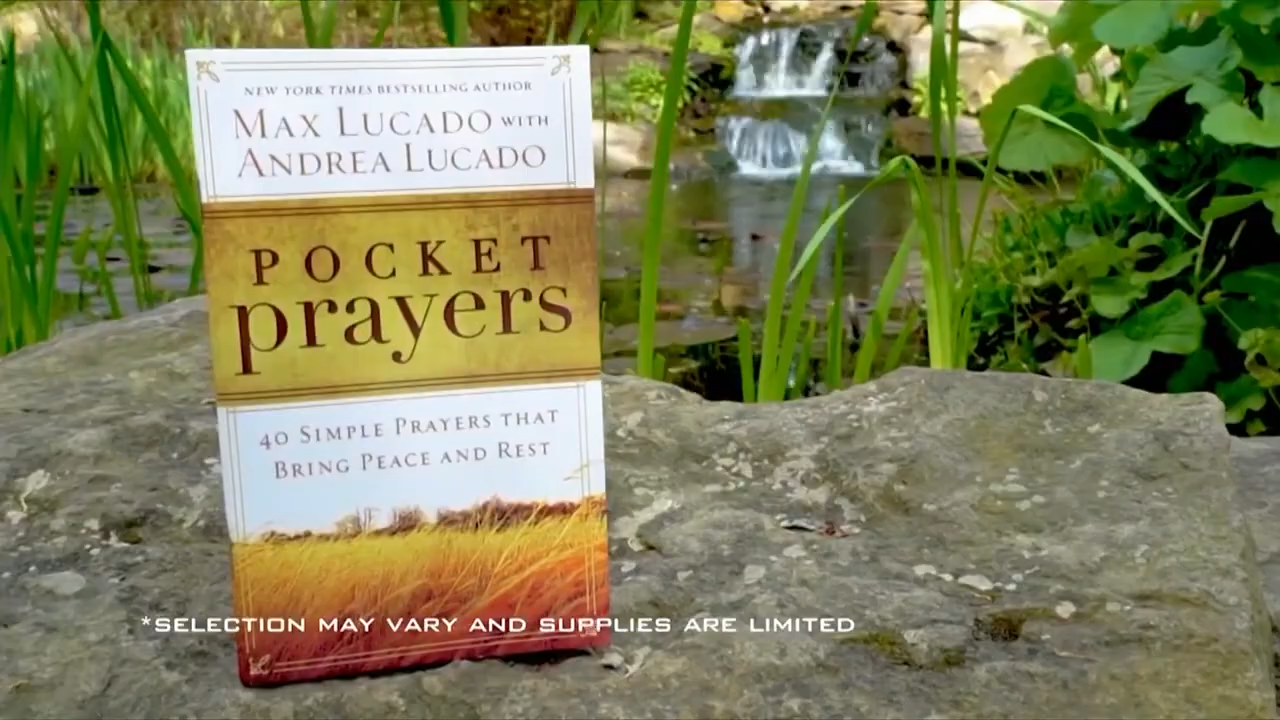 NEW YORK TIMES BESTSELLING AUTHOR
MAX LUCADO WITH
ANDREA LUCADO
POCKET
prayers
40 SIMPLE PRAYERS THAT
BRING PEACE AND REST
*SELECTION MAY VARY AND SUPPLIES ARE LIMITED